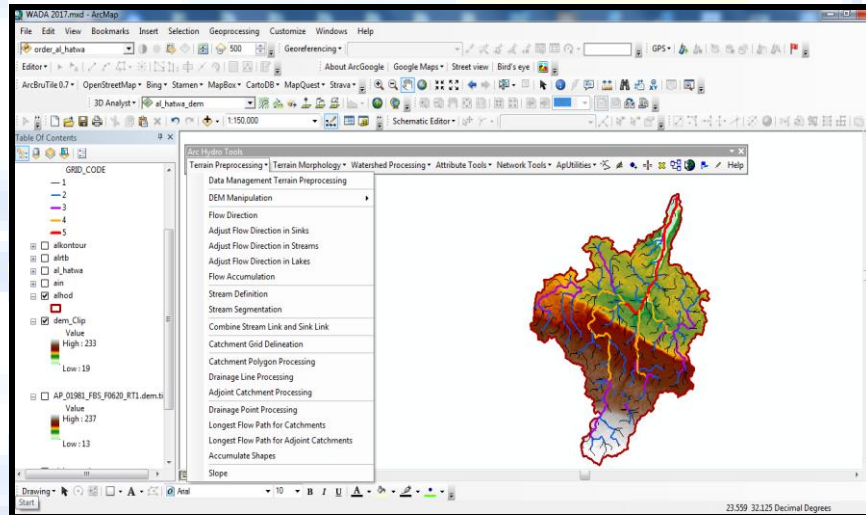 WADA 2017.mxd - ArcMap
File Edit View Bookmarks Insert Selection Geoprocessing Customize Windows Help
order_al_hatwa 500 Georeferencing GPS
Editor About ArcGoogle Google Maps Street view Bird's eye
ArcBruTile 0.7 OpenStreetMap Bing Stamen MapBox CartoDB MapQuest Strava
3D Analyst al_hatwa_dem
1:150,000 Schematic Editor
Table Of Contents
GRID_CODE
1
2
3
4
5
alkontour
alrtb
al_hatwa
ain
alhod
dem_Clip
Value
High : 233
Low : 19
AP_01981_FBS_F0620_RT1.dem.ti
Value
High : 237
Low : 13
Arc Hydro Tools
Terrain Preprocessing Terrain Morphology Watershed Processing Attribute Tools Network Tools ApUtilities Help
Data Management Terrain Preprocessing
DEM Manipulation
Flow Direction
Adjust Flow Direction in Sinks
Adjust Flow Direction in Streams
Adjust Flow Direction in Lakes
Flow Accumulation
Stream Definition
Stream Segmentation
Combine Stream Link and Sink Link
Catchment Grid Delineation
Catchment Polygon Processing
Drainage Line Processing
Adjoint Catchment Processing
Drainage Point Processing
Longest Flow Path for Catchments
Longest Flow Path for Adjoint Catchments
Accumulate Shapes
Slope
Drawing A Arial 10 B I U A
Start
23.559 32.125 Decimal Degrees